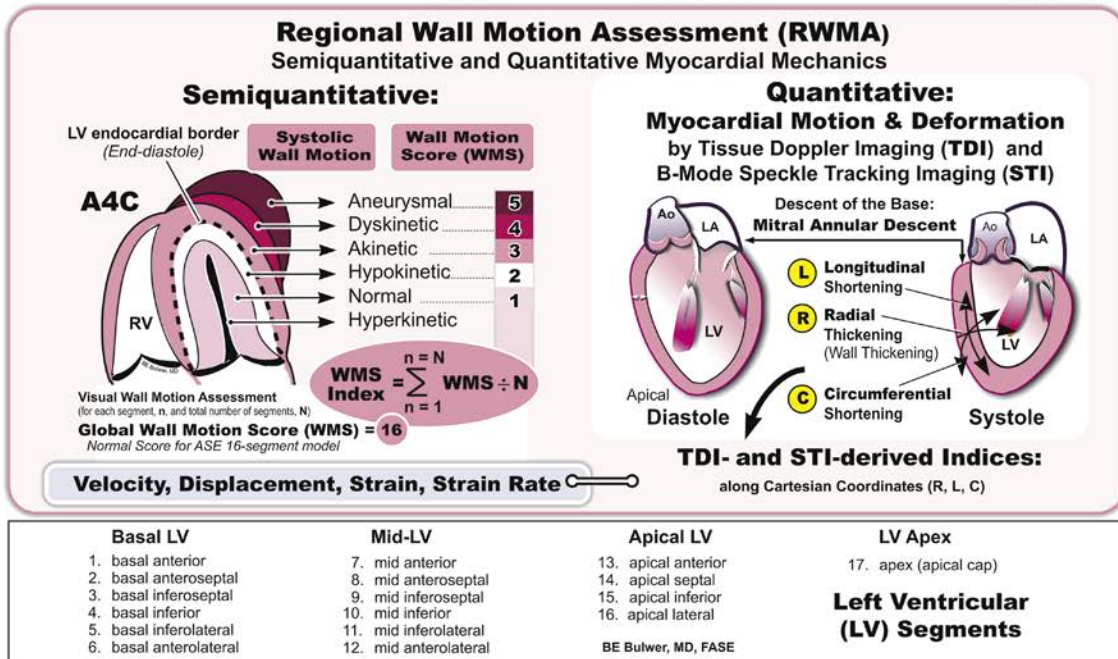 Regional Wall Motion Assessment (RWMA)
Semiquantitative and Quantitative Myocardial Mechanics
Semiquantitative:
LV endocardial border
(End-diastole)
Systolic
Wall Motion
Wall Motion
Score (WMS)
A4C
RV
BE Bulwer, MD
Aneurysmal 5
Dyskinetic 4
Akinetic 3
Hypokinetic 2
Normal 1
Hyperkinetic
WMS
Index
=
n = N
∑
n = 1
WMS ÷ N
Visual Wall Motion Assessment
(for each segment, n, and total number of segments, N)
Global Wall Motion Score (WMS) = 16
Normal Score for ASE 16-segment model
Quantitative:
Myocardial Motion & Deformation
by Tissue Doppler Imaging (TDI) and
B-Mode Speckle Tracking Imaging (STI)
Descent of the Base:
Mitral Annular Descent
Ao
LA
LV
Apical
Diastole
L Longitudinal
Shortening
R Radial
Thickening
(Wall Thickening)
C Circumferential
Shortening
Ao
LA
LV
Systole
TDI- and STI-derived Indices:
along Cartesian Coordinates (R, L, C)
Velocity, Displacement, Strain, Strain Rate
Basal LV
1. basal anterior
2. basal anteroseptal
3. basal inferoseptal
4. basal inferior
5. basal inferolateral
6. basal anterolateral
Mid-LV
7. mid anterior
8. mid anteroseptal
9. mid inferoseptal
10. mid inferior
11. mid inferolateral
12. mid anterolateral
Apical LV
13. apical anterior
14. apical septal
15. apical inferior
16. apical lateral
BE Bulwer, MD, FASE
LV Apex
17. apex (apical cap)
Left Ventricular
(LV) Segments